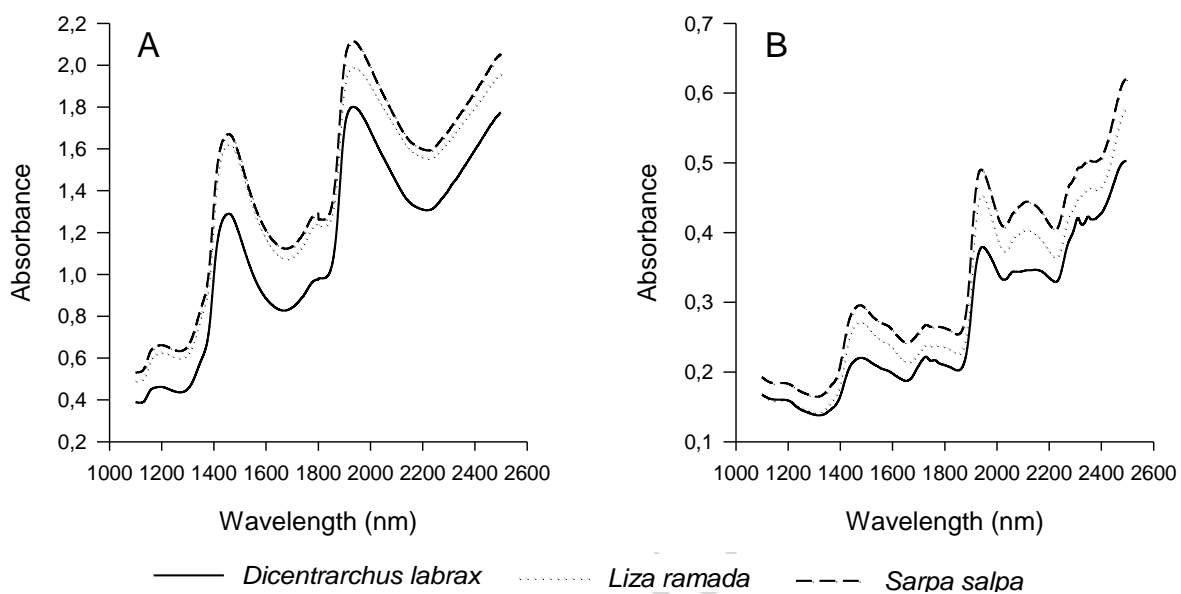 A
2,2
2,0
1,8
1,6
1,4
1,2
1,0
0,8
0,6
0,4
0,2
Absorbance
1000 1200 1400 1600 1800 2000 2200 2400 2600
Wavelength (nm)
B
0,7
0,6
0,5
0,4
0,3
0,2
0,1
Absorbance
1000 1200 1400 1600 1800 2000 2200 2400 2600
Wavelength (nm)
Dicentrarchus labrax Liza ramada Sarpa salpa